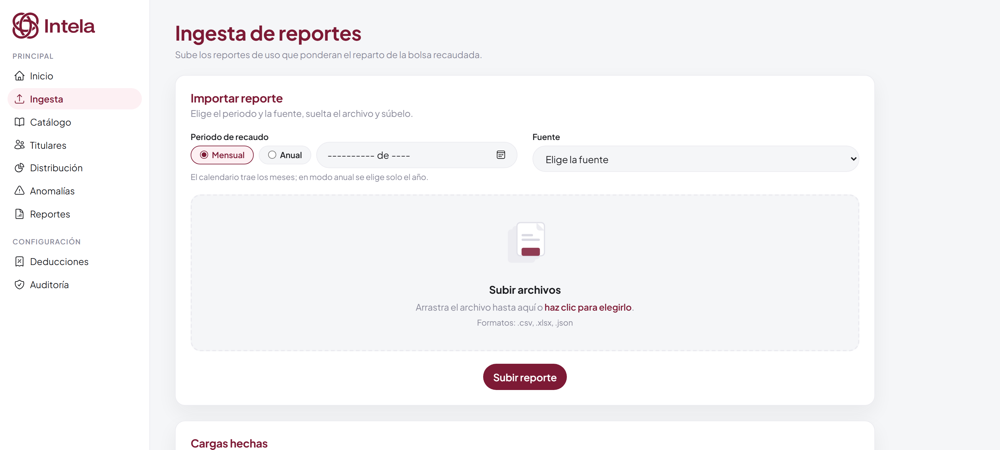 Intela
PRINCIPAL
Inicio
Ingesta
Catálogo
Titulares
Distribución
Anomalías
Reportes
CONFIGURACIÓN
Deducciones
Auditoría
Ingesta de reportes
Sube los reportes de uso que ponderan el reparto de la bolsa recaudada.
Importar reporte
Elige el periodo y la fuente, suelta el archivo y súbelo.
Periodo de recaudo
Mensual
Anual
---------- de ----
El calendario trae los meses; en modo anual se elige solo el año.
Fuente
Elige la fuente
Subir archivos
Arrastra el archivo hasta aquí o haz clic para elegirlo.
Formatos: .csv, .xlsx, .json
Subir reporte
Cargas hechas